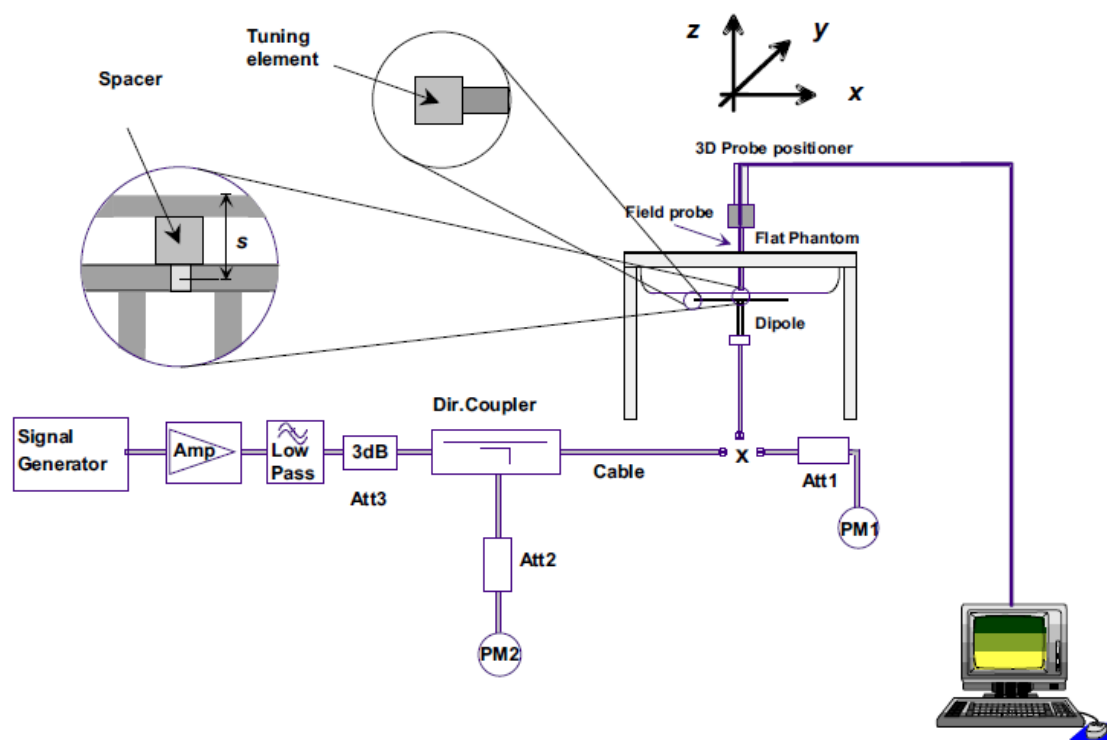 Tuning
element
Spacer
z
y
x
3D Probe positioner
Field probe
Flat Phantom
s
Dipole
Dir.Coupler
Signal
Generator
Amp
Low
Pass
3dB
Att3
Cable
X
Att1
PM1
Att2
PM2